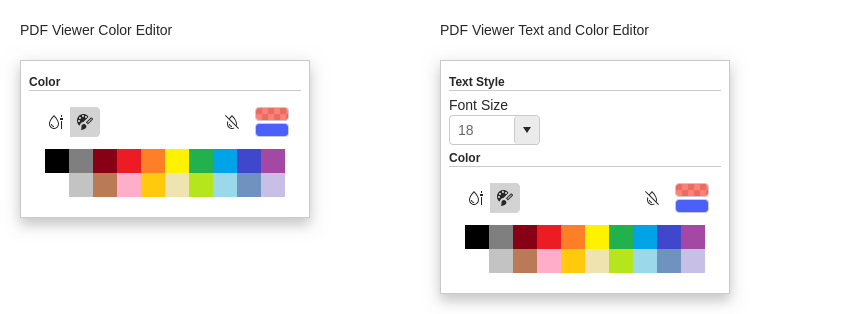 PDF Viewer Color Editor
Color
PDF Viewer Text and Color Editor
Text Style
Font Size
18
Color